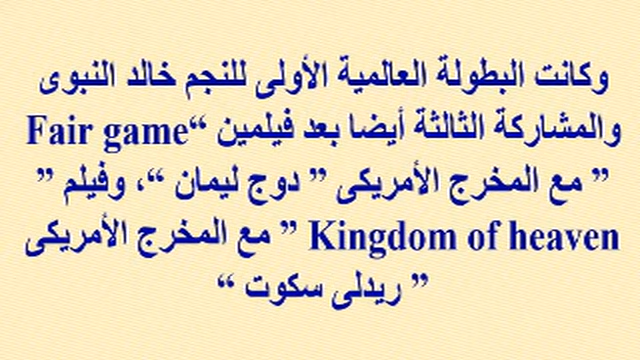 وكانت البطولة العالمية الأولى للنجم خالد النبوى
والمشاركة الثالثة أيضا بعد فيلمين “Fair game
” مع المخرج الأمريكى ” دوج ليمان “، وفيلم ”
Kingdom of heaven ” مع المخرج الأمريكى
” ريدلى سكوت “